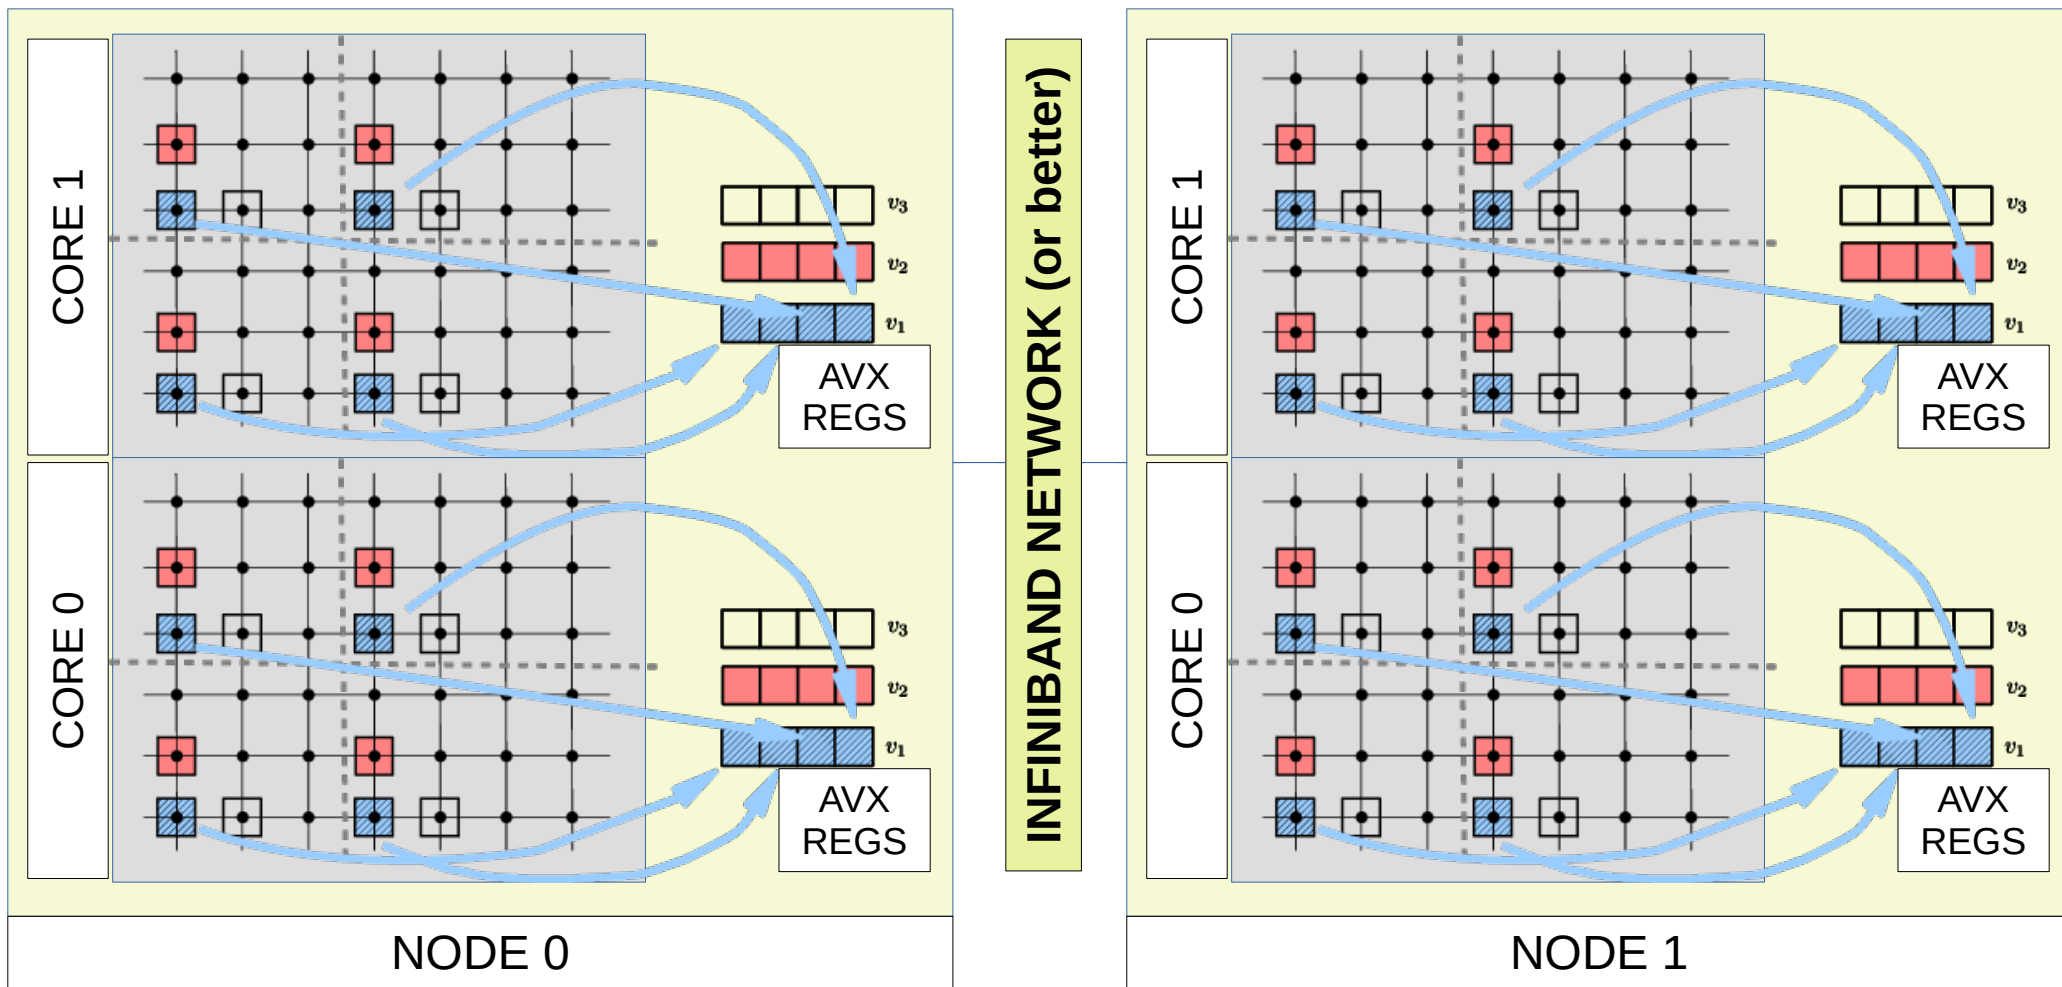 CORE 1
v₃
v₂
v₁
AVX
REGS
CORE 0
v₃
v₂
v₁
AVX
REGS
NODE 0
INFINIBAND NETWORK (or better)
CORE 1
v₃
v₂
v₁
AVX
REGS
CORE 0
v₃
v₂
v₁
AVX
REGS
NODE 1